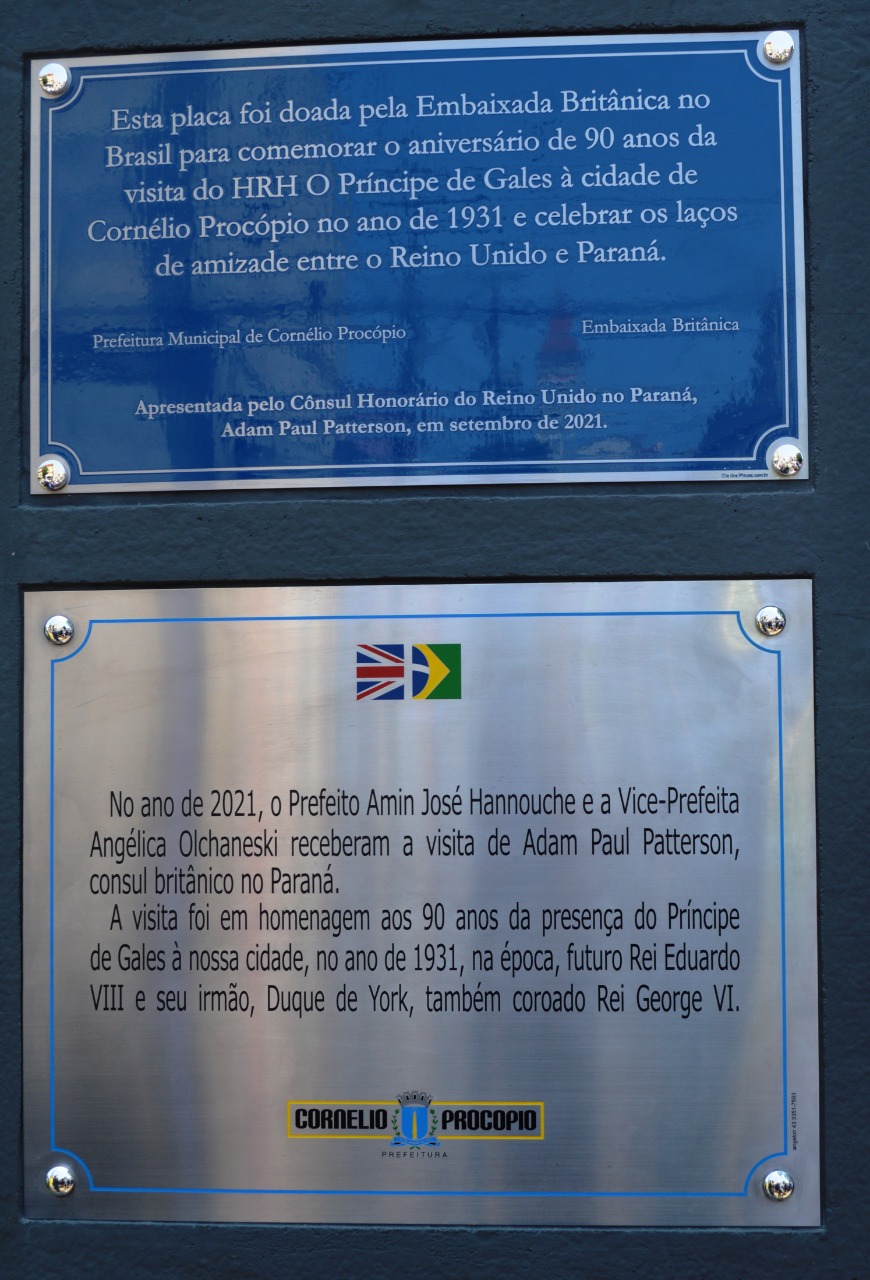 Esta placa foi doada pela Embaixada Britânica no
Brasil para comemorar o aniversário de 90 anos da
visita do HRH O Príncipe de Gales à cidade de
Cornélio Procópio no ano de 1931 e celebrar os laços
de amizade entre o Reino Unido e Paraná.
Prefeitura Municipal de Cornélio Procópio
Embaixada Britânica
Apresentada pelo Cônsul Honorário do Reino Unido no Paraná,
Adam Paul Patterson, em setembro de 2021.
No ano de 2021, o Prefeito Amin José Hannouche e a Vice-Prefeita
Angélica Olchaneski receberam a visita de Adam Paul Patterson,
consul britânico no Paraná.
A visita foi em homenagem aos 90 anos da presença do Príncipe
de Gales à nossa cidade, no ano de 1931, na época, futuro Rei Eduardo
VIII e seu irmão, Duque de York, também coroado Rei George VI.
CORNELIO PROCOPIO
PREFEITURA